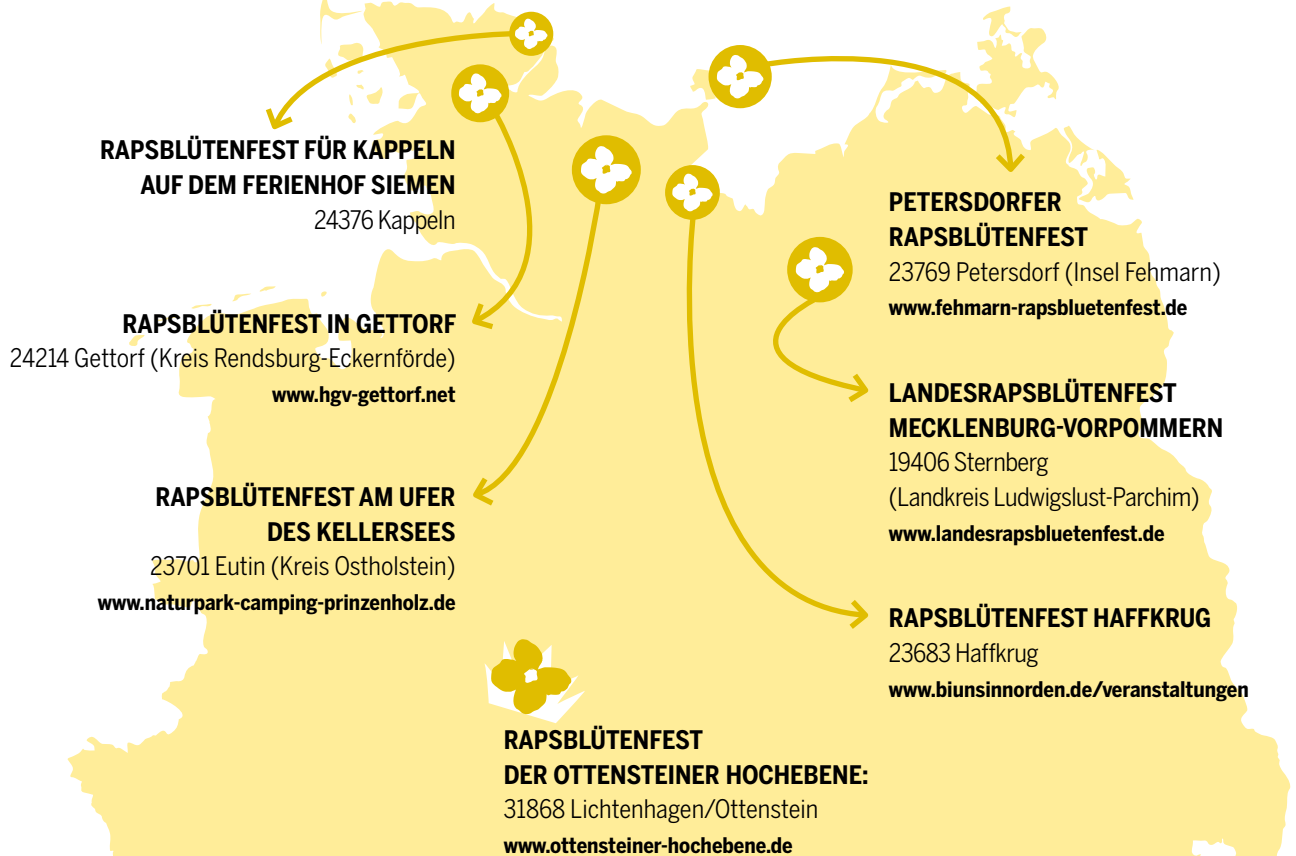 RAPSBLÜTENFEST FÜR KAPPELN
AUF DEM FERIENHOF SIEMEN
24376 Kappeln
RAPSBLÜTENFEST IN GETTORF
24214 Gettorf (Kreis Rendsburg-Eckernförde)
www.hgv-gettorf.net
RAPSBLÜTENFEST AM UFER
DES KELLERSEES
23701 Eutin (Kreis Ostholstein)
www.naturpark-camping-prinzenholz.de
PETERSDORFER
RAPSBLÜTENFEST
23769 Petersdorf (Insel Fehmarn)
www.fehmarn-rapsbluetenfest.de
LANDESRAPSBLÜTENFEST
MECKLENBURG-VORPOMMERN
19406 Sternberg
(Landkreis Ludwigslust-Parchim)
www.landesrapsbluetenfest.de
RAPSBLÜTENFEST HAFFKRUG
23683 Haffkrug
www.biunsinnorden.de/veranstaltungen
RAPSBLÜTENFEST
DER OTTENSTEINER HOCHEBENE:
31868 Lichtenhagen/Ottenstein
www.ottensteiner-hochebene.de